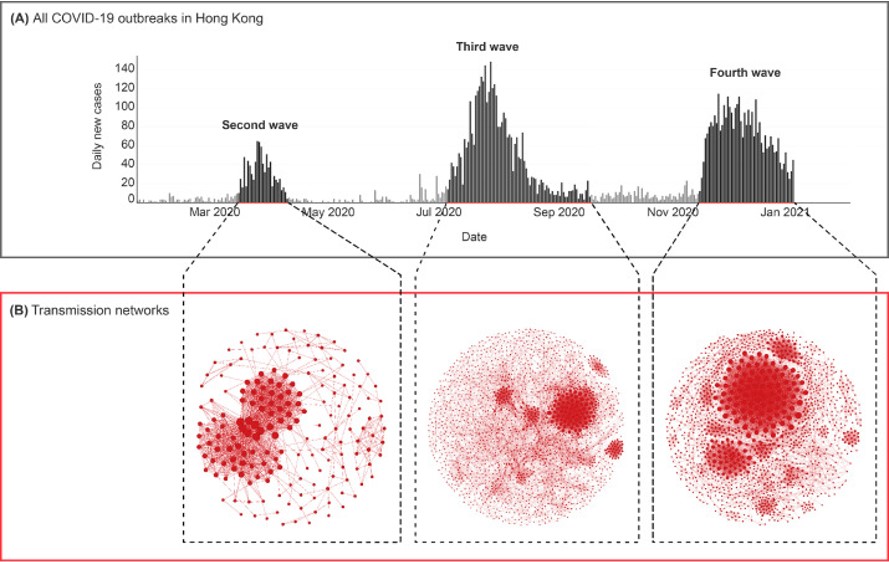 (A) All COVID-19 outbreaks in Hong Kong
Third wave
Fourth wave
Second wave
Daily new cases
140
120
100
80
60
40
20
0
Mar 2020 May 2020 Jul 2020 Sep 2020 Nov 2020 Jan 2021
Date
(B) Transmission networks